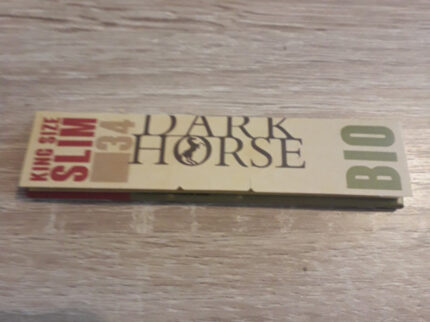 KING SIZE
SLIM
34
DARK
HORSE
BIO